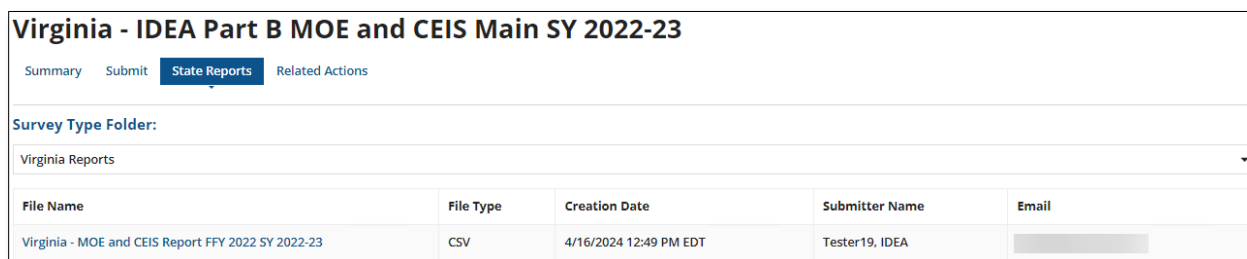 Virginia - IDEA Part B MOE and CEIS Main SY 2022-23
Summary Submit State Reports Related Actions
Survey Type Folder:
Virginia Reports
File Name File Type Creation Date Submitter Name Email
Virginia - MOE and CEIS Report FFY 2022 SY 2022-23 CSV 4/16/2024 12:49 PM EDT Tester19, IDEA